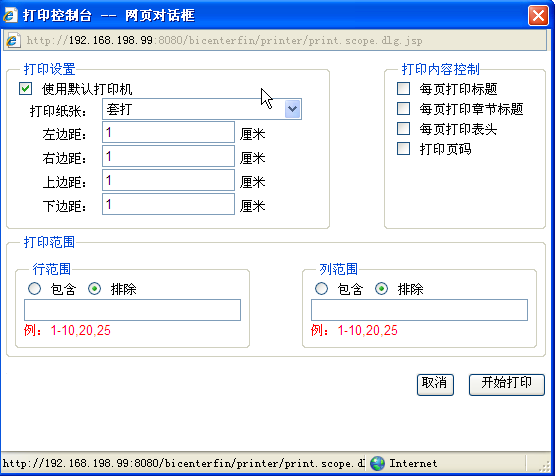 打印控制台 -- 网页对话框
http://192.168.198.99:8080/bicenterfin/printer/print.scope.dlg.jsp
打印设置
使用默认打印机
打印纸张： 套打
左边距： 1 厘米
右边距： 1 厘米
上边距： 1 厘米
下边距： 1 厘米
打印内容控制
每页打印标题
每页打印章节标题
每页打印表头
打印页码
打印范围
行范围
包含 排除
例：1-10,20,25
列范围
包含 排除
例：1-10,20,25
取消 开始打印
http://192.168.198.99:8080/bicenterfin/printer/print.scope.dl Internet